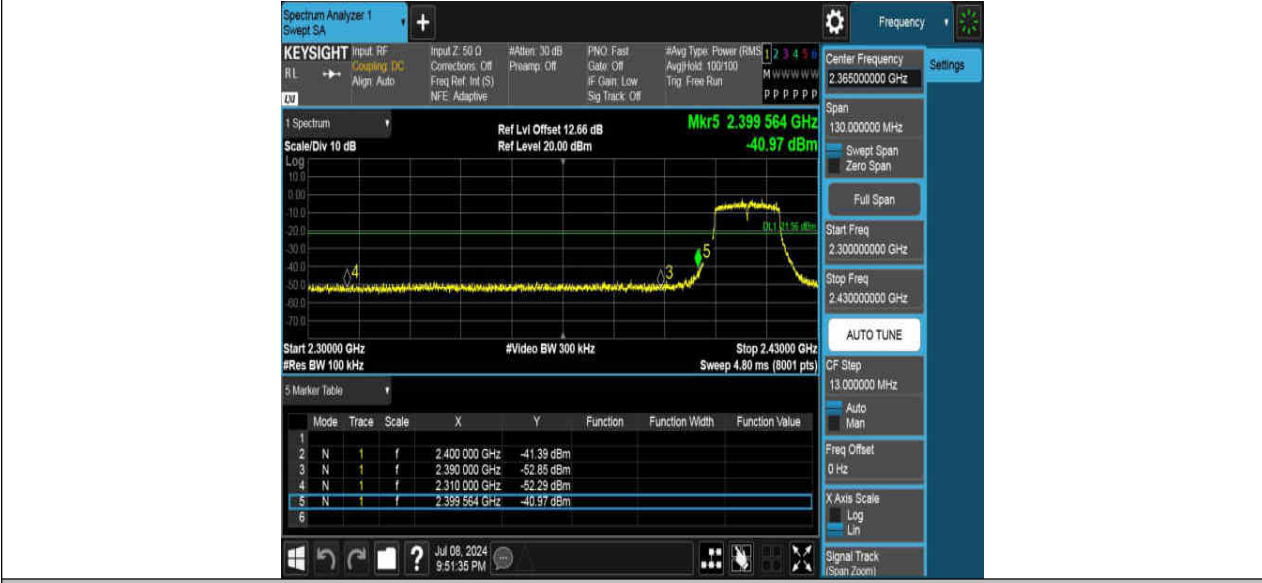 Spectrum Analyzer 1
Swept SA
+
Frequency
KEYSIGHT
RL
LXI
Input: RF
Coupling: DC
Align: Auto
Input Z: 50 Ω
Corrections: Off
Freq Ref: Int (S)
NFE: Adaptive
#Atten: 30 dB
Preamp: Off
PNO: Fast
Gate: Off
IF Gain: Low
Sig Track: Off
#Avg Type: Power (RMS
Avg|Hold: 100/100
Trig: Free Run
1 2 3 4 5 6
M W W W W W
P P P P P P
1 Spectrum
Scale/Div 10 dB
Ref Lvl Offset 12.66 dB
Ref Level 20.00 dBm
Mkr5 2.399 564 GHz
-40.97 dBm
Log
10.0
0.00
-10.0
-20.0
-30.0
-40.0
-50.0
-60.0
-70.0
DL1 -21.96 dBm
4
3
5
Start 2.30000 GHz
#Res BW 100 kHz
#Video BW 300 kHz
Stop 2.43000 GHz
Sweep 4.80 ms (8001 pts)
5 Marker Table
Mode Trace Scale X Y Function Function Width Function Value
1
2 N 1 f 2.400 000 GHz -41.39 dBm
3 N 1 f 2.390 000 GHz -52.85 dBm
4 N 1 f 2.310 000 GHz -52.29 dBm
5 N 1 f 2.399 564 GHz -40.97 dBm
6
?
Jul 08, 2024
9:51:35 PM
Center Frequency
2.365000000 GHz
Settings
Span
130.000000 MHz
Swept Span
Zero Span
Full Span
Start Freq
2.300000000 GHz
Stop Freq
2.430000000 GHz
AUTO TUNE
CF Step
13.000000 MHz
Auto
Man
Freq Offset
0 Hz
X Axis Scale
Log
Lin
Signal Track
(Span Zoom)